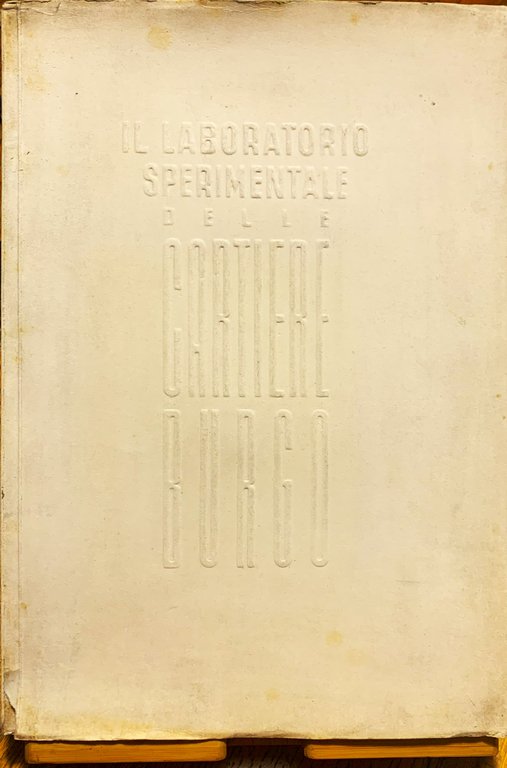 IL LABORATORIO
SPERIMENTALE
DELLE
CARTIERE
BURGO